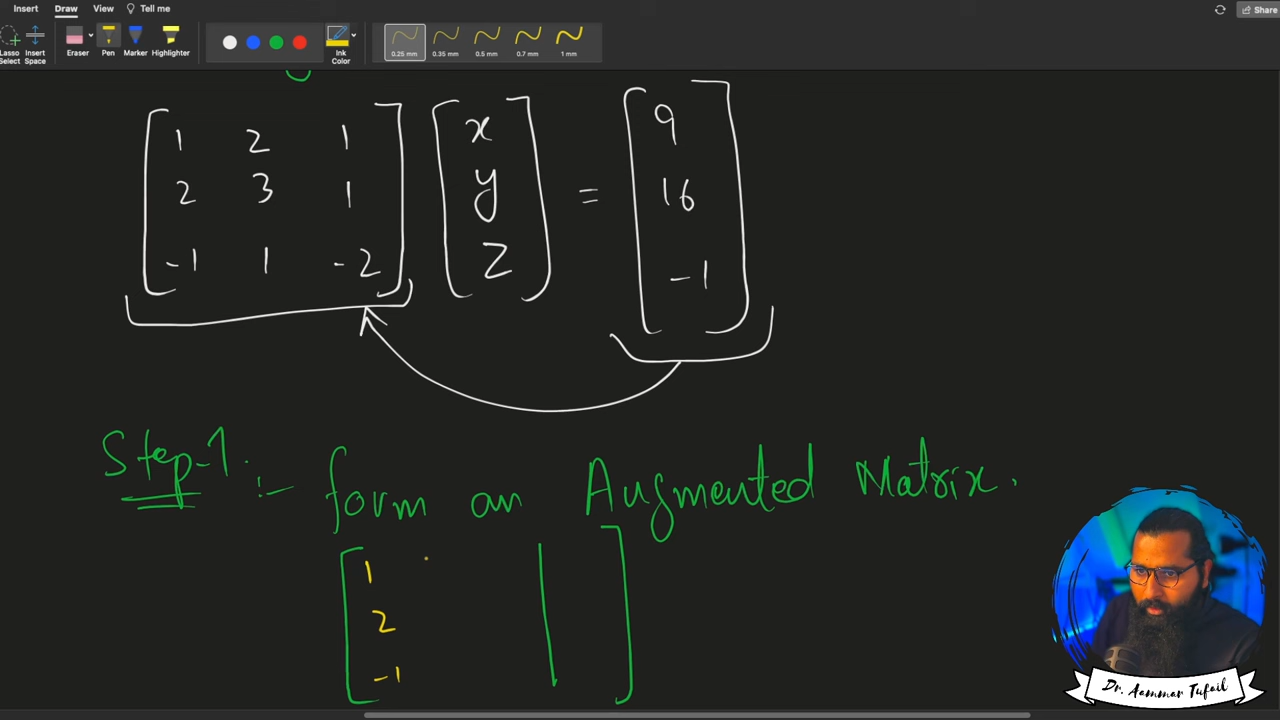 Insert Draw View Tell me Share
Lasso Select Insert Space Eraser Pen Marker Highlighter Ink Color 0.25 mm 0.35 mm 0.5 mm 0.7 mm 1 mm
1 2 1 x 9
2 3 1 y = 16
-1 1 -2 z -1
Step-1 :- form an Augmented Matrix.
1
2
-1
Dr. Aammar Tufail